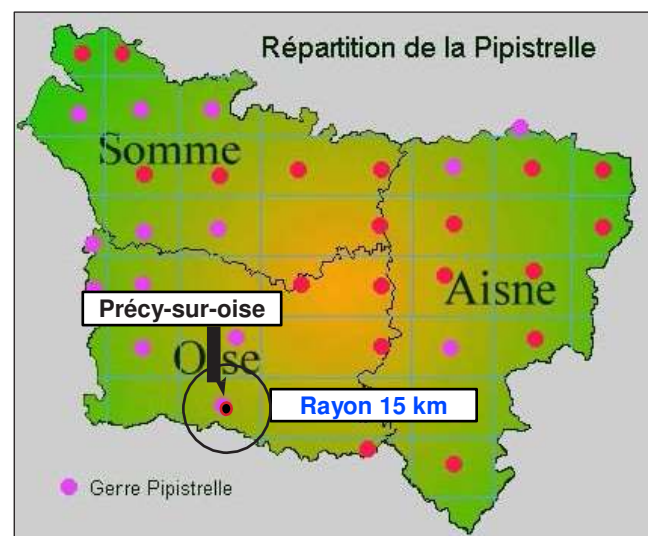 Répartition de la Pipistrelle
Somme
Aisne
Précy-sur-oise
Oise
Rayon 15 km
Gerre Pipistrelle